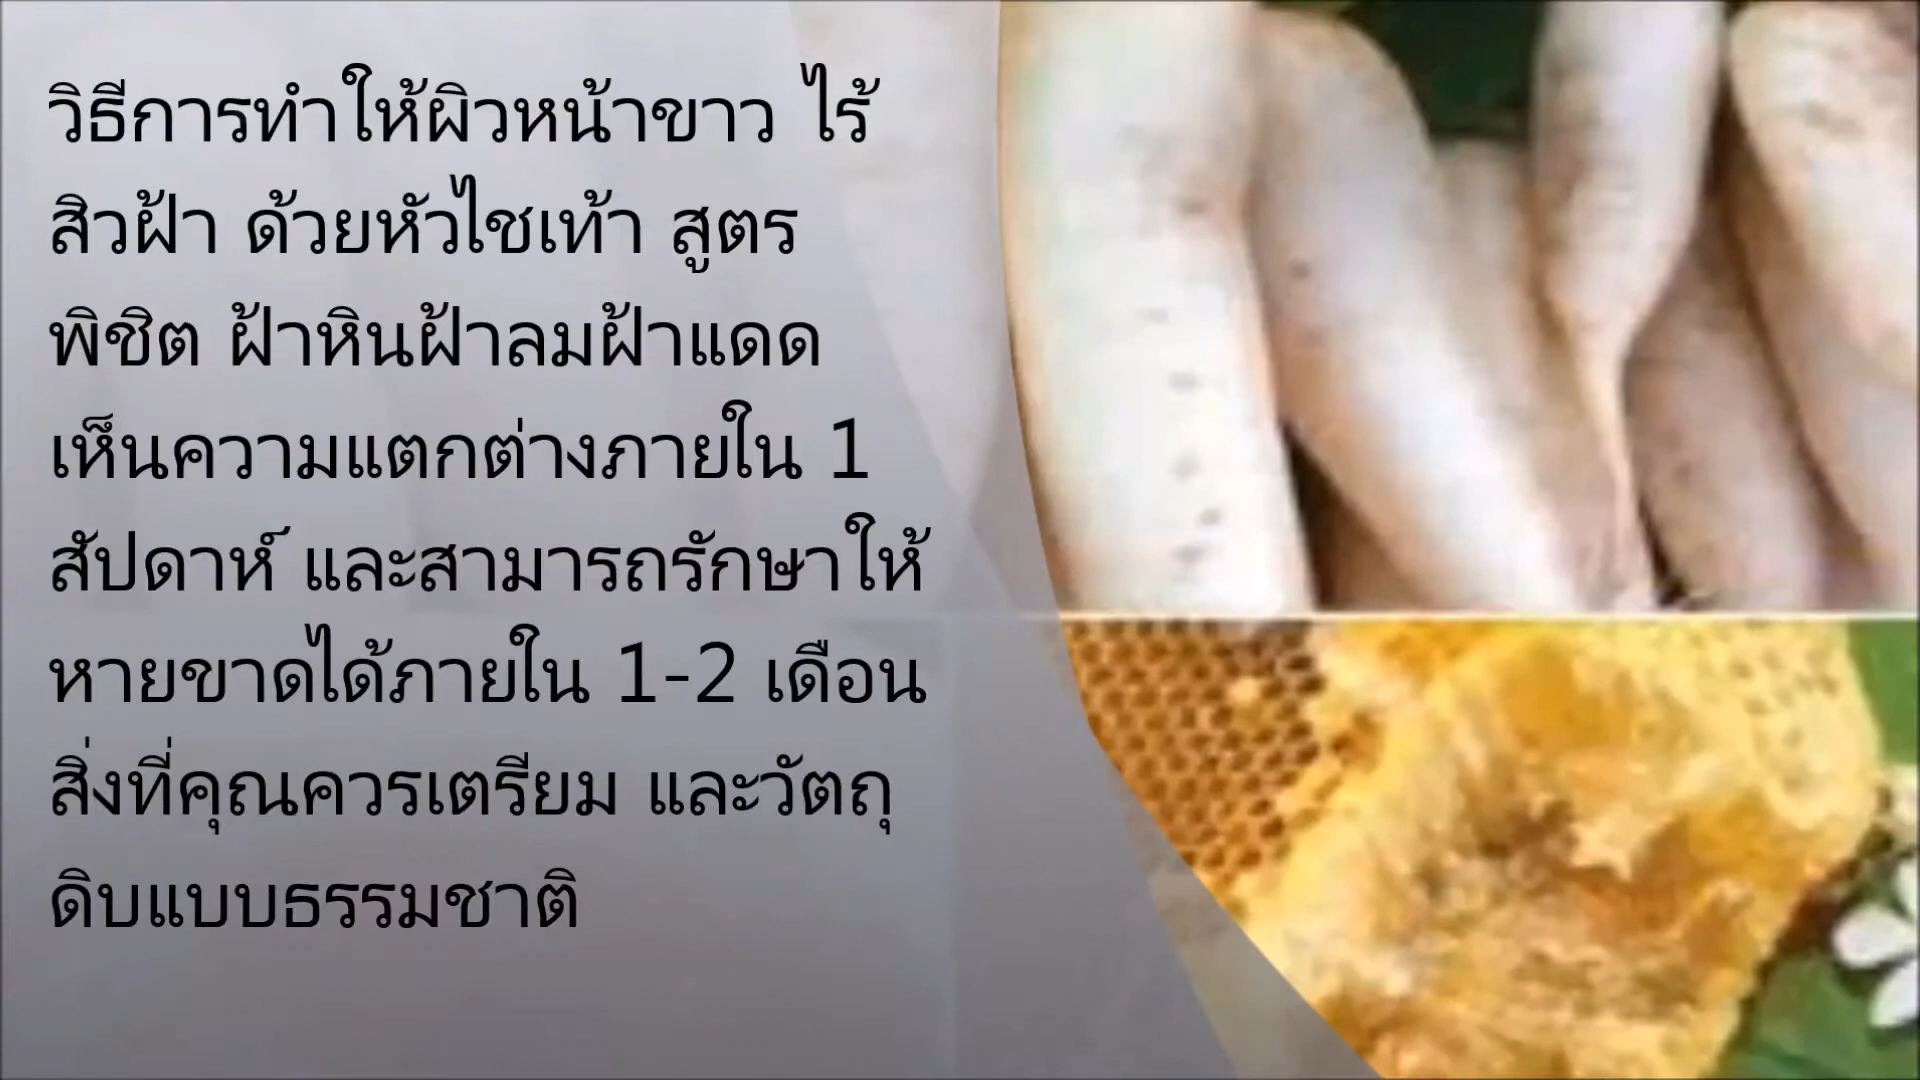 วิธีการทำให้ผิวหน้าขาว ไร้
สิวฝ้า ด้วยหัวไชเท้า สูตร
พิชิต ฝ้าหินฝ้าลมฝ้าแดด
เห็นความแตกต่างภายใน 1
สัปดาห์ และสามารถรักษาให้
หายขาดได้ภายใน 1-2 เดือน
สิ่งที่คุณควรเตรียม และวัตถุ
ดิบแบบธรรมชาติ